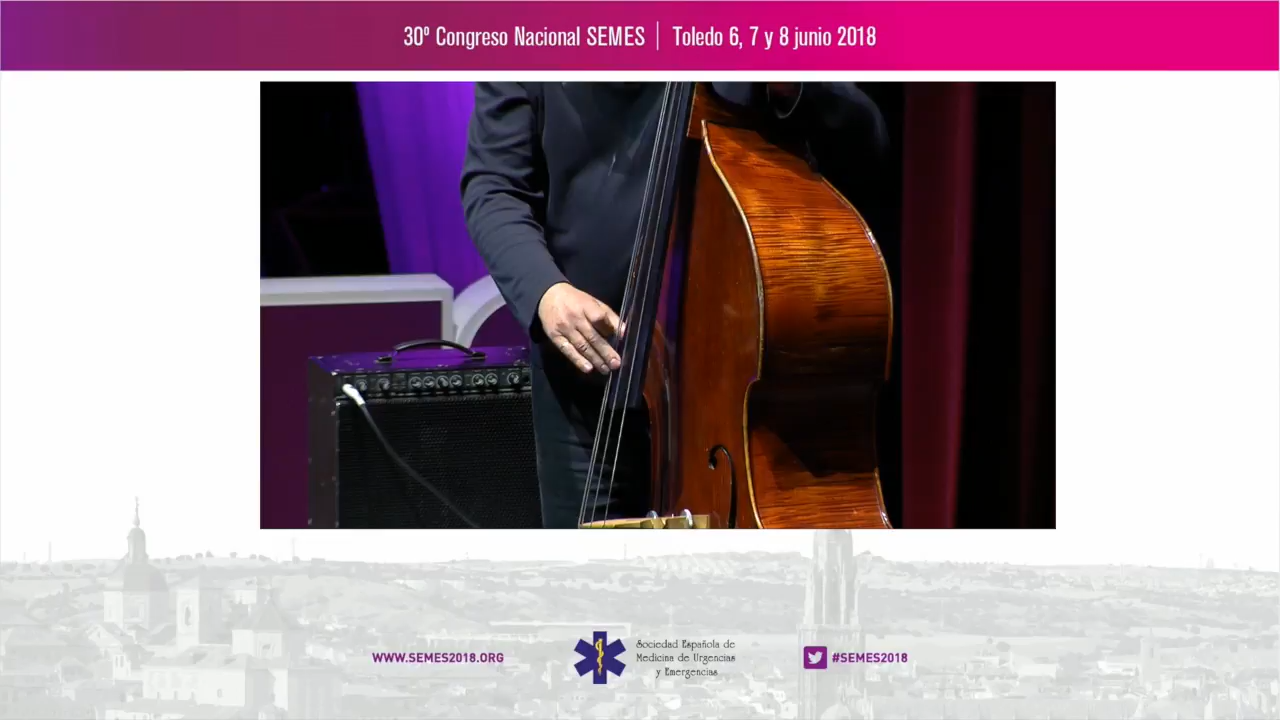 30º Congreso Nacional SEMES | Toledo 6, 7 y 8 junio 2018
WWW.SEMES2018.ORG
Sociedad Española de
Medicina de Urgencias
y Emergencias
#SEMES2018